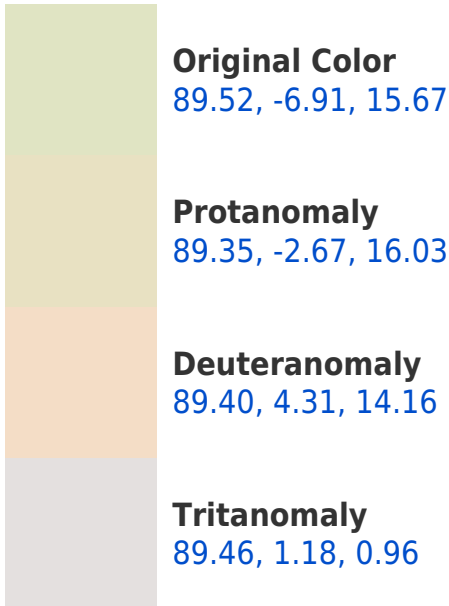 Original Color
89.52, -6.91, 15.67
Protanomaly
89.35, -2.67, 16.03
Deuteranomaly
89.40, 4.31, 14.16
Tritanomaly
89.46, 1.18, 0.96